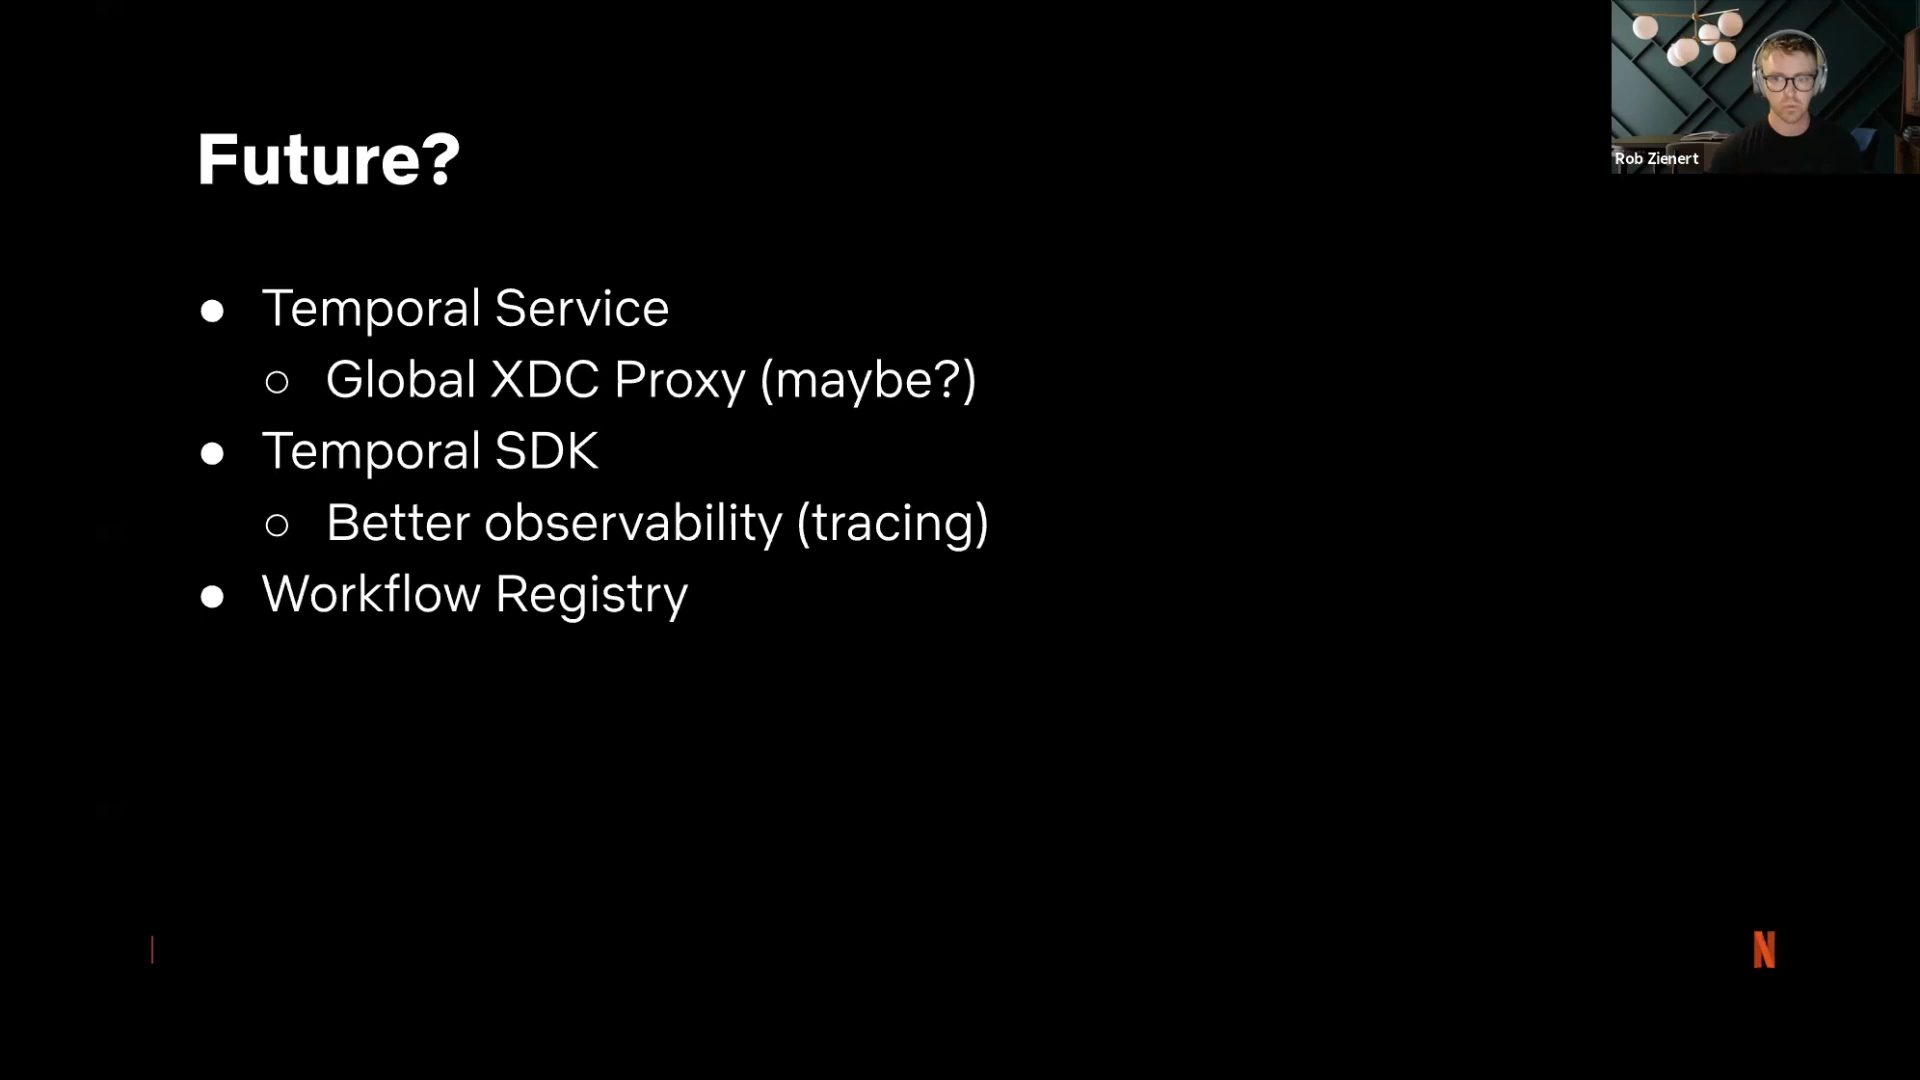 Future?
● Temporal Service
○ Global XDC Proxy (maybe?)
● Temporal SDK
○ Better observability (tracing)
● Workflow Registry
Rob Zienert
N